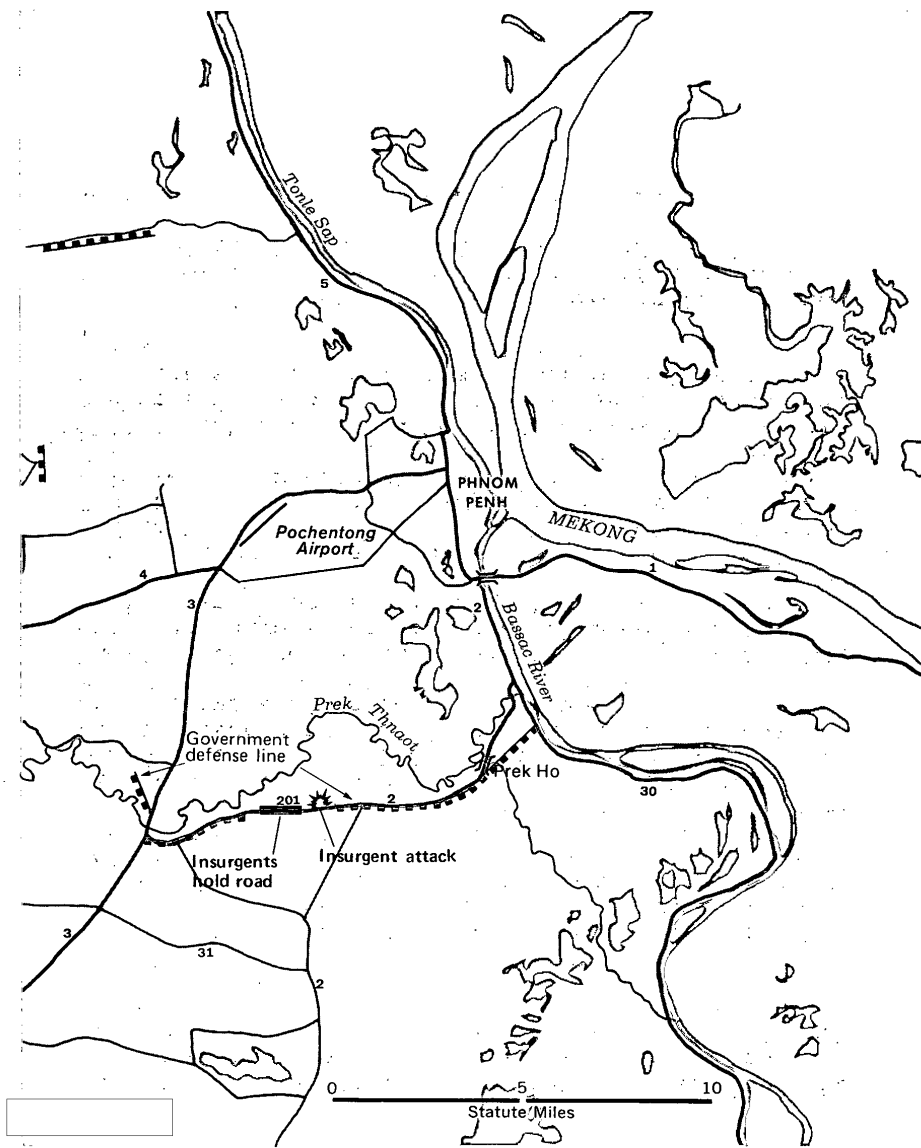 Tonle Sap
5
PHNOM
PENH
MEKONG
Pochentong
Airport
4
3
1
2
Bassac River
Prek Thnaot
Government
defense line
Prek Ho
201
2
30
Insurgents
hold road
Insurgent attack
3
31
2
0 5 10
Statute Miles